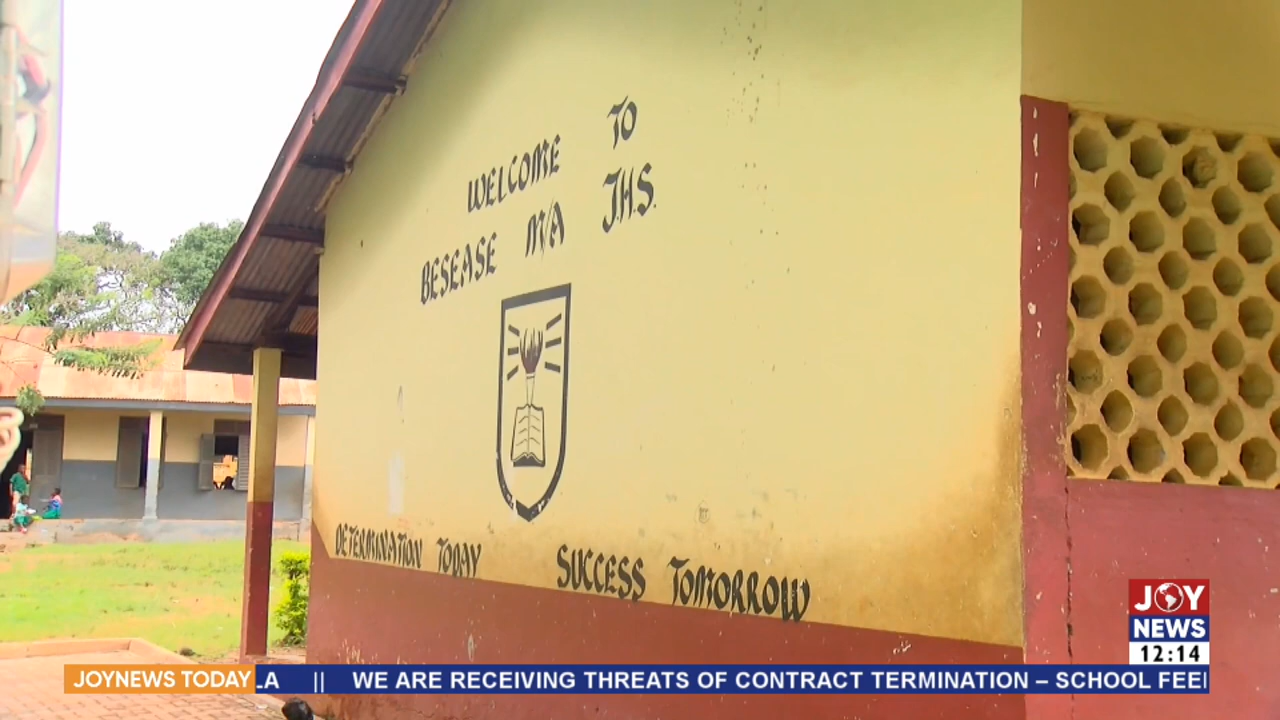 WELCOME TO
BESEASE M/A J.H.S.
DETERMINATION TODAY SUCCESS TOMORROW
JOY
NEWS
12:14
JOYNEWS TODAY
LA || WE ARE RECEIVING THREATS OF CONTRACT TERMINATION – SCHOOL FEE